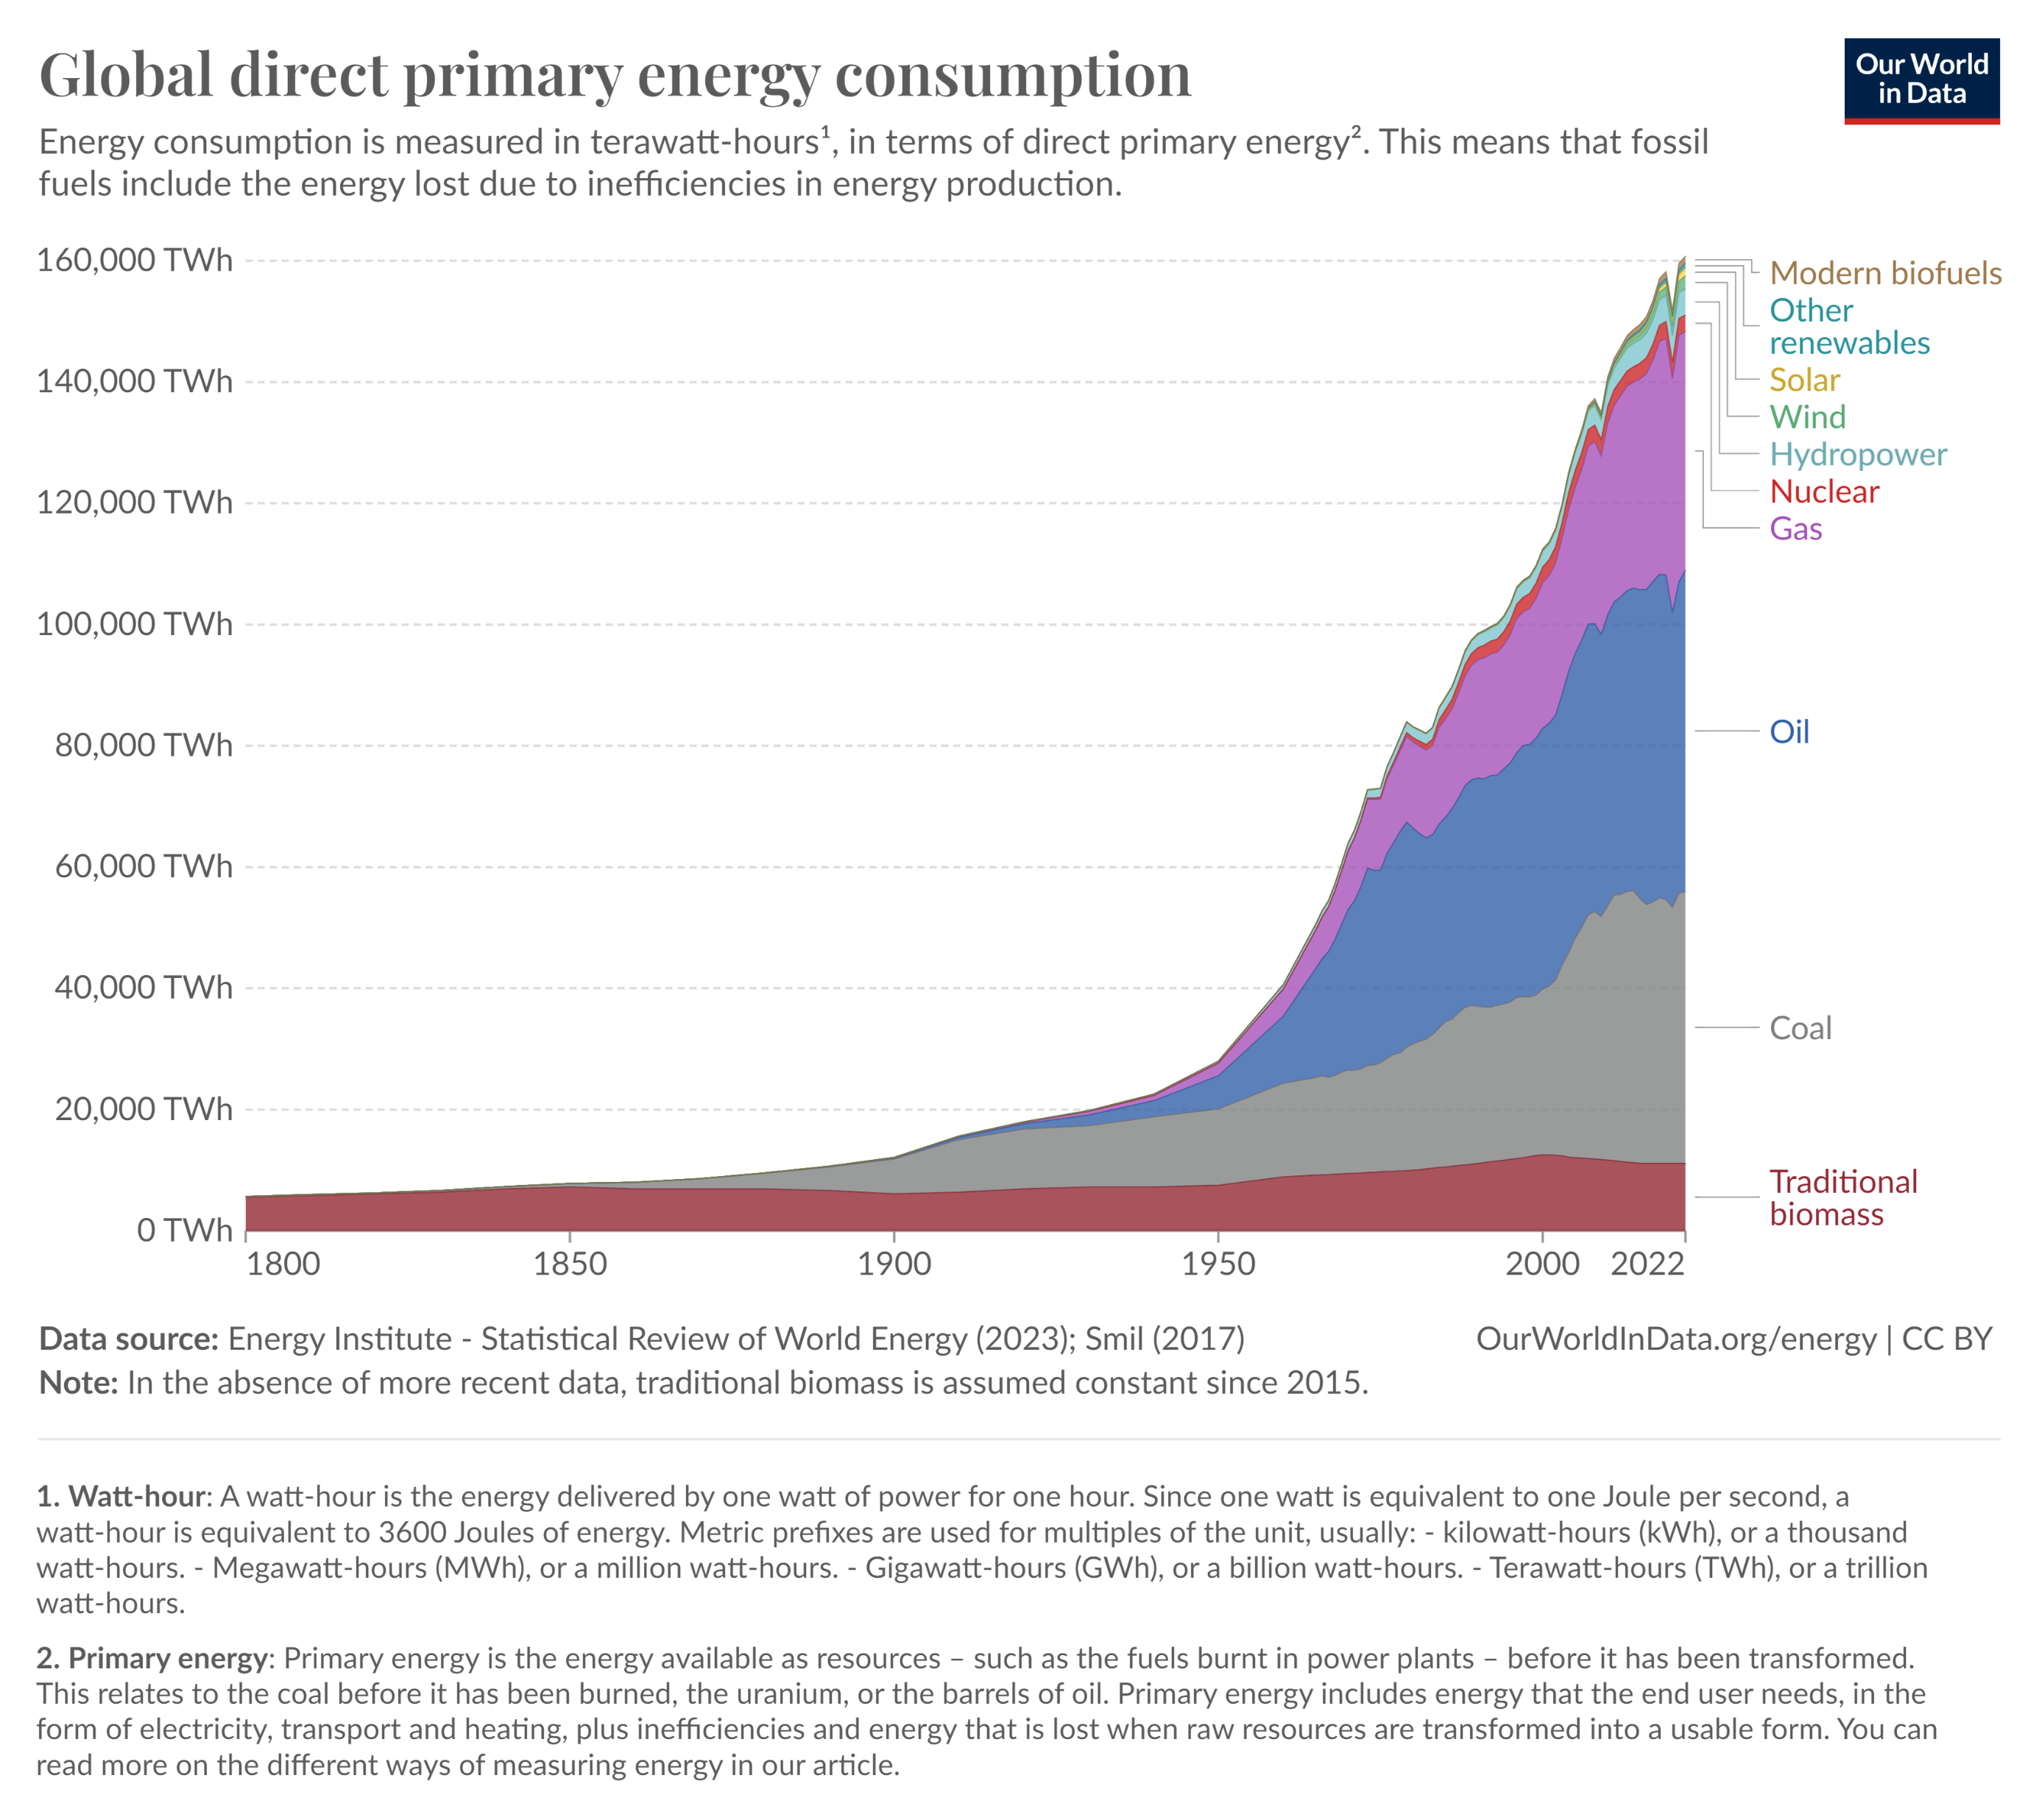 Global direct primary energy consumption
Our World
in Data
Energy consumption is measured in terawatt-hours¹, in terms of direct primary energy². This means that fossil
fuels include the energy lost due to inefficiencies in energy production.
160,000 TWh
140,000 TWh
120,000 TWh
100,000 TWh
80,000 TWh
60,000 TWh
40,000 TWh
20,000 TWh
0 TWh
Modern biofuels
Other
renewables
Solar
Wind
Hydropower
Nuclear
Gas
Oil
Coal
Traditional
biomass
1800 1850 1900 1950 2000 2022
Data source: Energy Institute - Statistical Review of World Energy (2023); Smil (2017)
OurWorldInData.org/energy | CC BY
Note: In the absence of more recent data, traditional biomass is assumed constant since 2015.
1. Watt-hour: A watt-hour is the energy delivered by one watt of power for one hour. Since one watt is equivalent to one Joule per second, a
watt-hour is equivalent to 3600 Joules of energy. Metric prefixes are used for multiples of the unit, usually: - kilowatt-hours (kWh), or a thousand
watt-hours. - Megawatt-hours (MWh), or a million watt-hours. - Gigawatt-hours (GWh), or a billion watt-hours. - Terawatt-hours (TWh), or a trillion
watt-hours.
2. Primary energy: Primary energy is the energy available as resources – such as the fuels burnt in power plants – before it has been transformed.
This relates to the coal before it has been burned, the uranium, or the barrels of oil. Primary energy includes energy that the end user needs, in the
form of electricity, transport and heating, plus inefficiencies and energy that is lost when raw resources are transformed into a usable form. You can
read more on the different ways of measuring energy in our article.